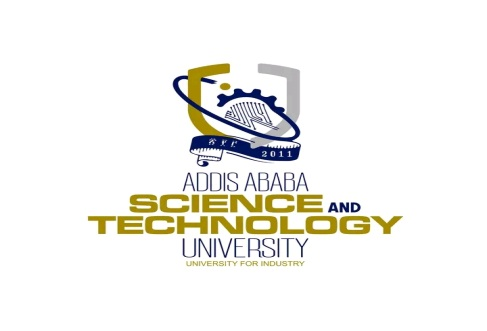 2011
ADDIS ABABA
SCIENCE AND
TECHNOLOGY
UNIVERSITY
UNIVERSITY FOR INDUSTRY